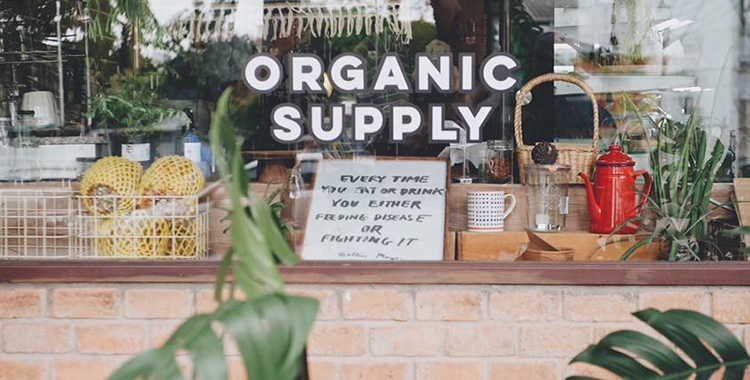 ORGANIC
SUPPLY
EVERY TIME
YOU EAT OR DRINK
YOU EITHER
FEEDING DISEASE
OR
FIGHTING IT